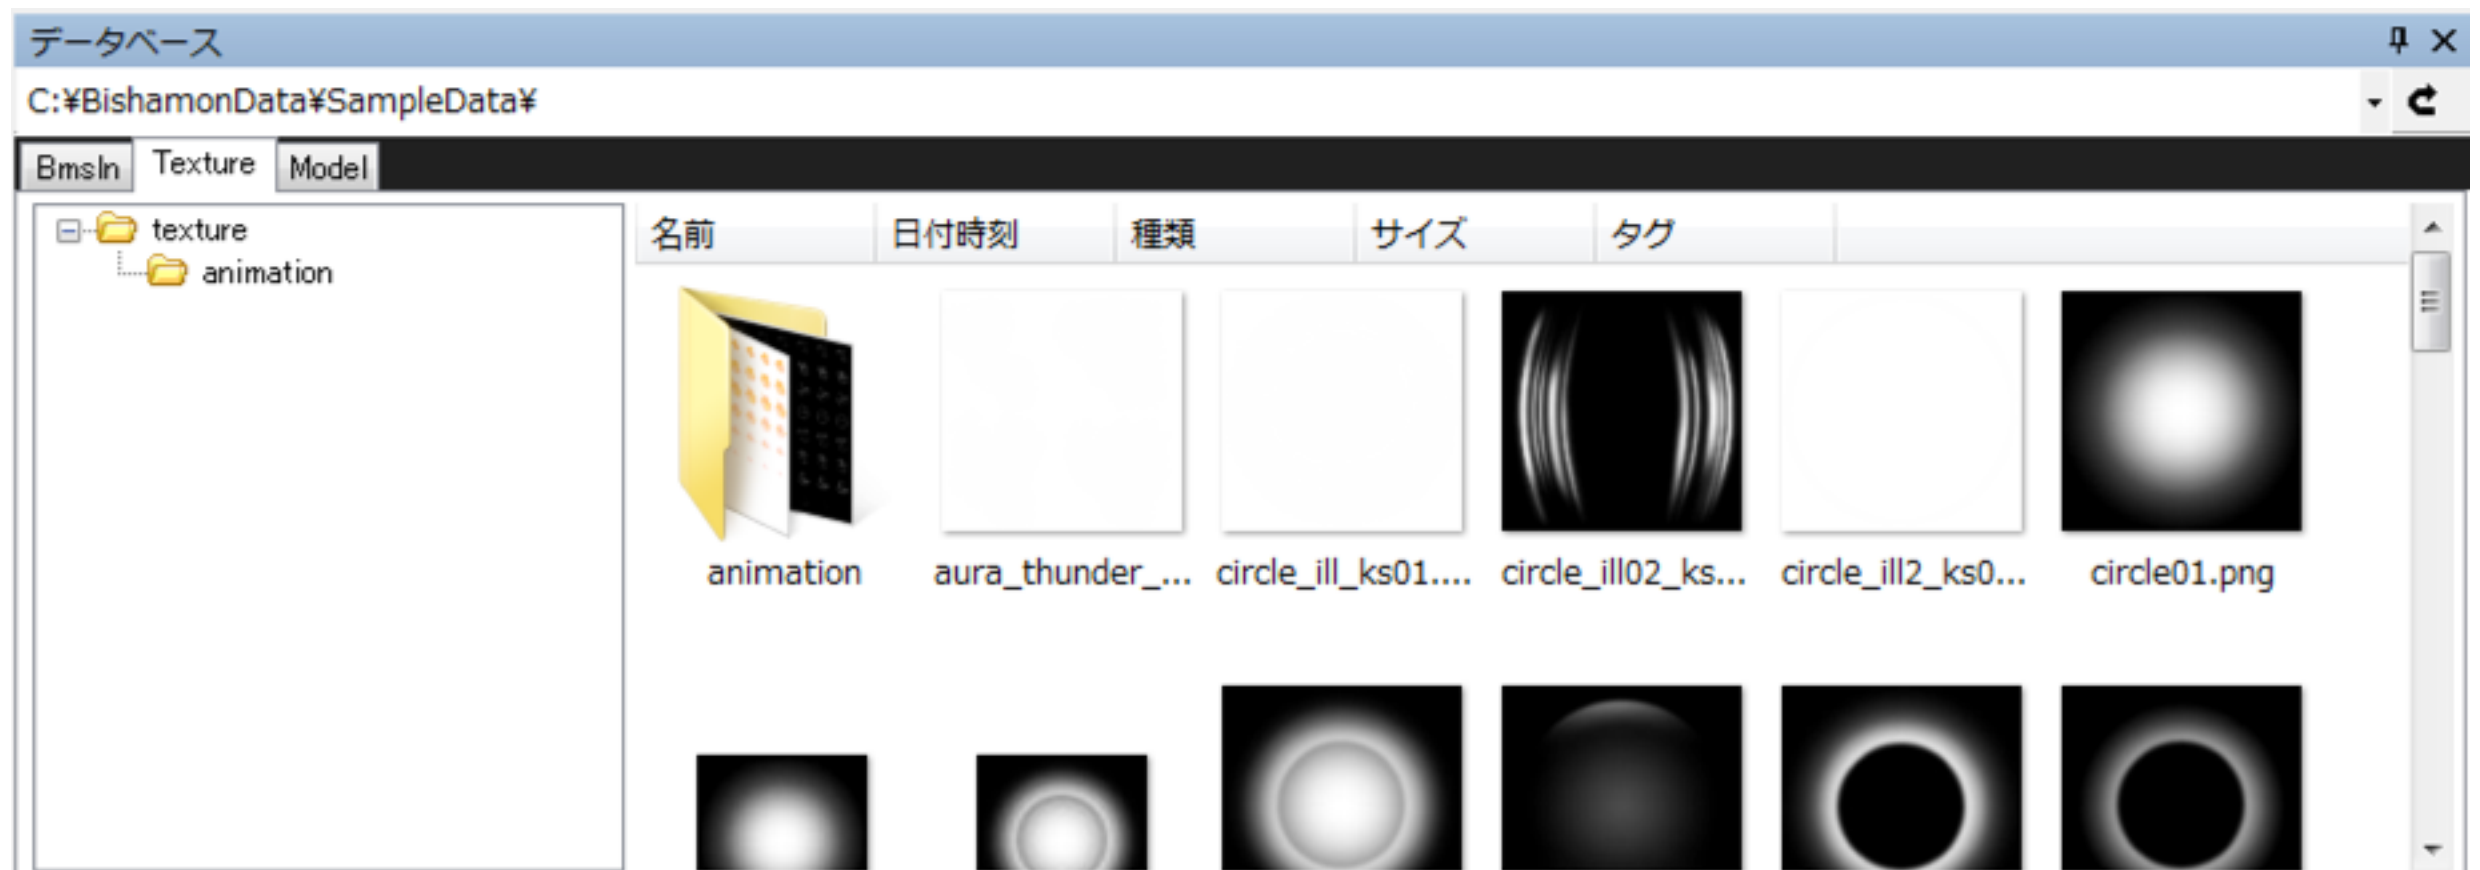 データベース
C:¥BishamonData¥SampleData¥
BmsIn Texture Model
texture
animation
名前 日付時刻 種類 サイズ タグ
animation aura_thunder_... circle_ill_ks01.... circle_ill02_ks... circle_ill2_ks0... circle01.png